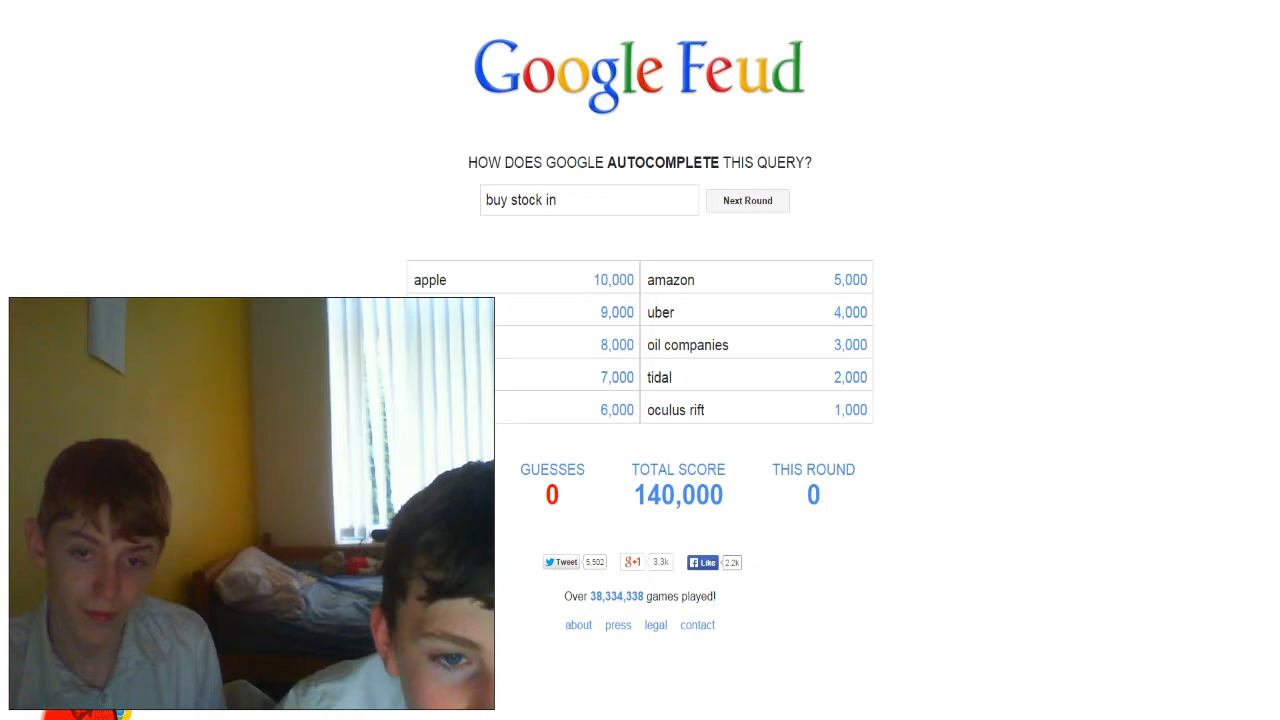 Google Feud
HOW DOES GOOGLE AUTOCOMPLETE THIS QUERY?
buy stock in Next Round
apple 10,000 amazon 5,000
9,000 uber 4,000
8,000 oil companies 3,000
7,000 tidal 2,000
6,000 oculus rift 1,000
GUESSES TOTAL SCORE THIS ROUND
0 140,000 0
Tweet 5,502 g+1 3.3k Like 2.2k
Over 38,334,338 games played!
about press legal contact